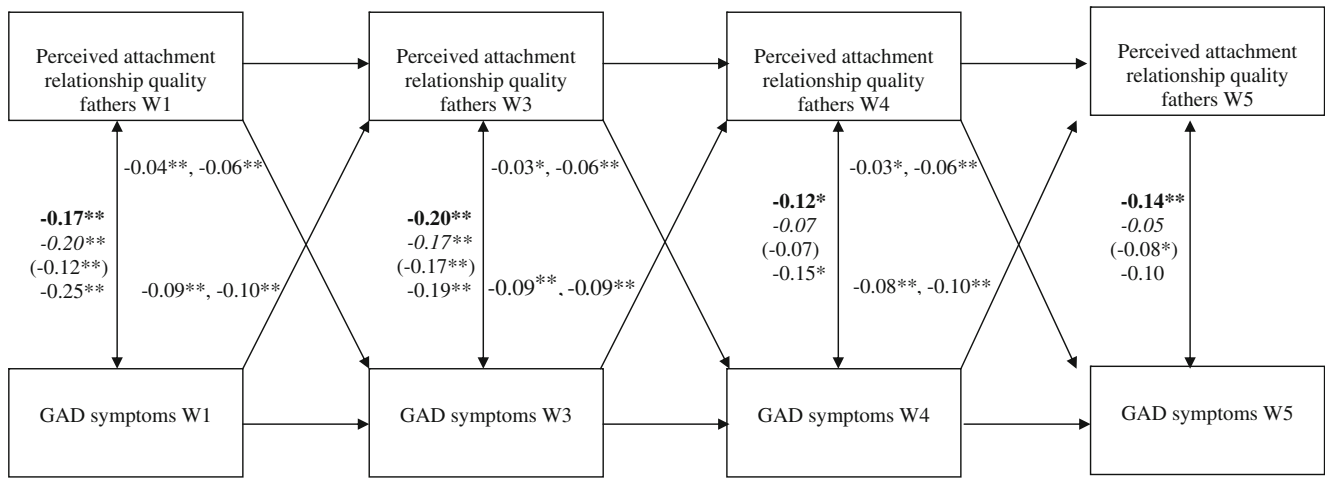 Perceived attachment
relationship quality
fathers W1
Perceived attachment
relationship quality
fathers W3
Perceived attachment
relationship quality
fathers W4
Perceived attachment
relationship quality
fathers W5
-0.04**, -0.06**
-0.03*, -0.06**
-0.03*, -0.06**
-0.17**
-0.20**
(-0.12**)
-0.25**
-0.20**
-0.17**
(-0.17**)
-0.19**
-0.12*
-0.07
(-0.07)
-0.15*
-0.14**
-0.05
(-0.08*)
-0.10
-0.09**, -0.10**
-0.09**, -0.09**
-0.08**, -0.10**
GAD symptoms W1
GAD symptoms W3
GAD symptoms W4
GAD symptoms W5